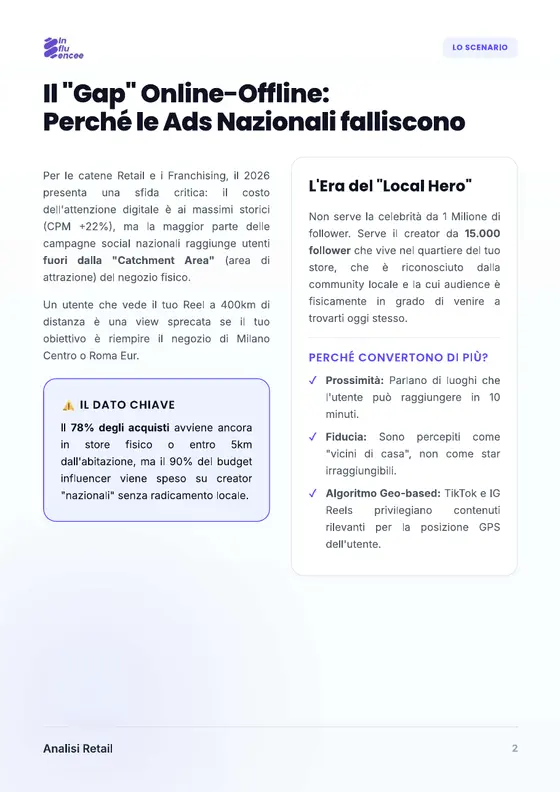 In
flu
encee
LO SCENARIO
Il "Gap" Online–Offline:
Perché le Ads Nazionali falliscono
Per le catene Retail e i Franchising, il 2026
presenta una sfida critica: il costo
dell'attenzione digitale è ai massimi storici
(CPM +22%), ma la maggior parte delle
campagne social nazionali raggiunge utenti
fuori dalla "Catchment Area" (area di
attrazione) del negozio fisico.
Un utente che vede il tuo Reel a 400km di
distanza è una view sprecata se il tuo
obiettivo è riempire il negozio di Milano
Centro o Roma Eur.
⚠️ IL DATO CHIAVE
Il 78% degli acquisti avviene ancora
in store fisico o entro 5km
dall'abitazione, ma il 90% del budget
influencer viene speso su creator
"nazionali" senza radicamento locale.
L'Era del "Local Hero"
Non serve la celebrità da 1 Milione di
follower. Serve il creator da 15.000
follower che vive nel quartiere del tuo
store, che è riconosciuto dalla
community locale e la cui audience è
fisicamente in grado di venire a
trovarti oggi stesso.
PERCHÉ CONVERTONO DI PIÙ?
✓ Prossimità: Parlano di luoghi che
l'utente può raggiungere in 10
minuti.
✓ Fiducia: Sono percepiti come
"vicini di casa", non come star
irraggiungibili.
✓ Algoritmo Geo-based: TikTok e IG
Reels privilegiano contenuti
rilevanti per la posizione GPS
dell'utente.
Analisi Retail
2